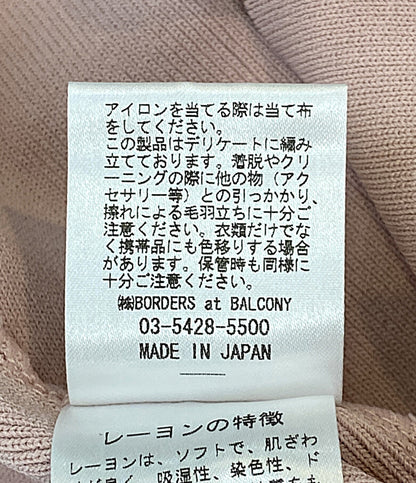 アイロンを当てる際は当て布
をしてください。
この製品はデリケートに編み
立てております。着脱やクリ
ーニングの際に他の物（アク
セサリー等）との引っかかり、
擦れによる毛羽立ちに十分ご
注意ください。衣類だけでな
く携帯品にも色移りする場合
があります。保管時も同様に
十分ご注意ください。
㈱BORDERS at BALCONY
03-5428-5500
MADE IN JAPAN
レーヨンの特徴
レーヨンは、ソフトで、肌ざわ
吸湿性、染色性、ド